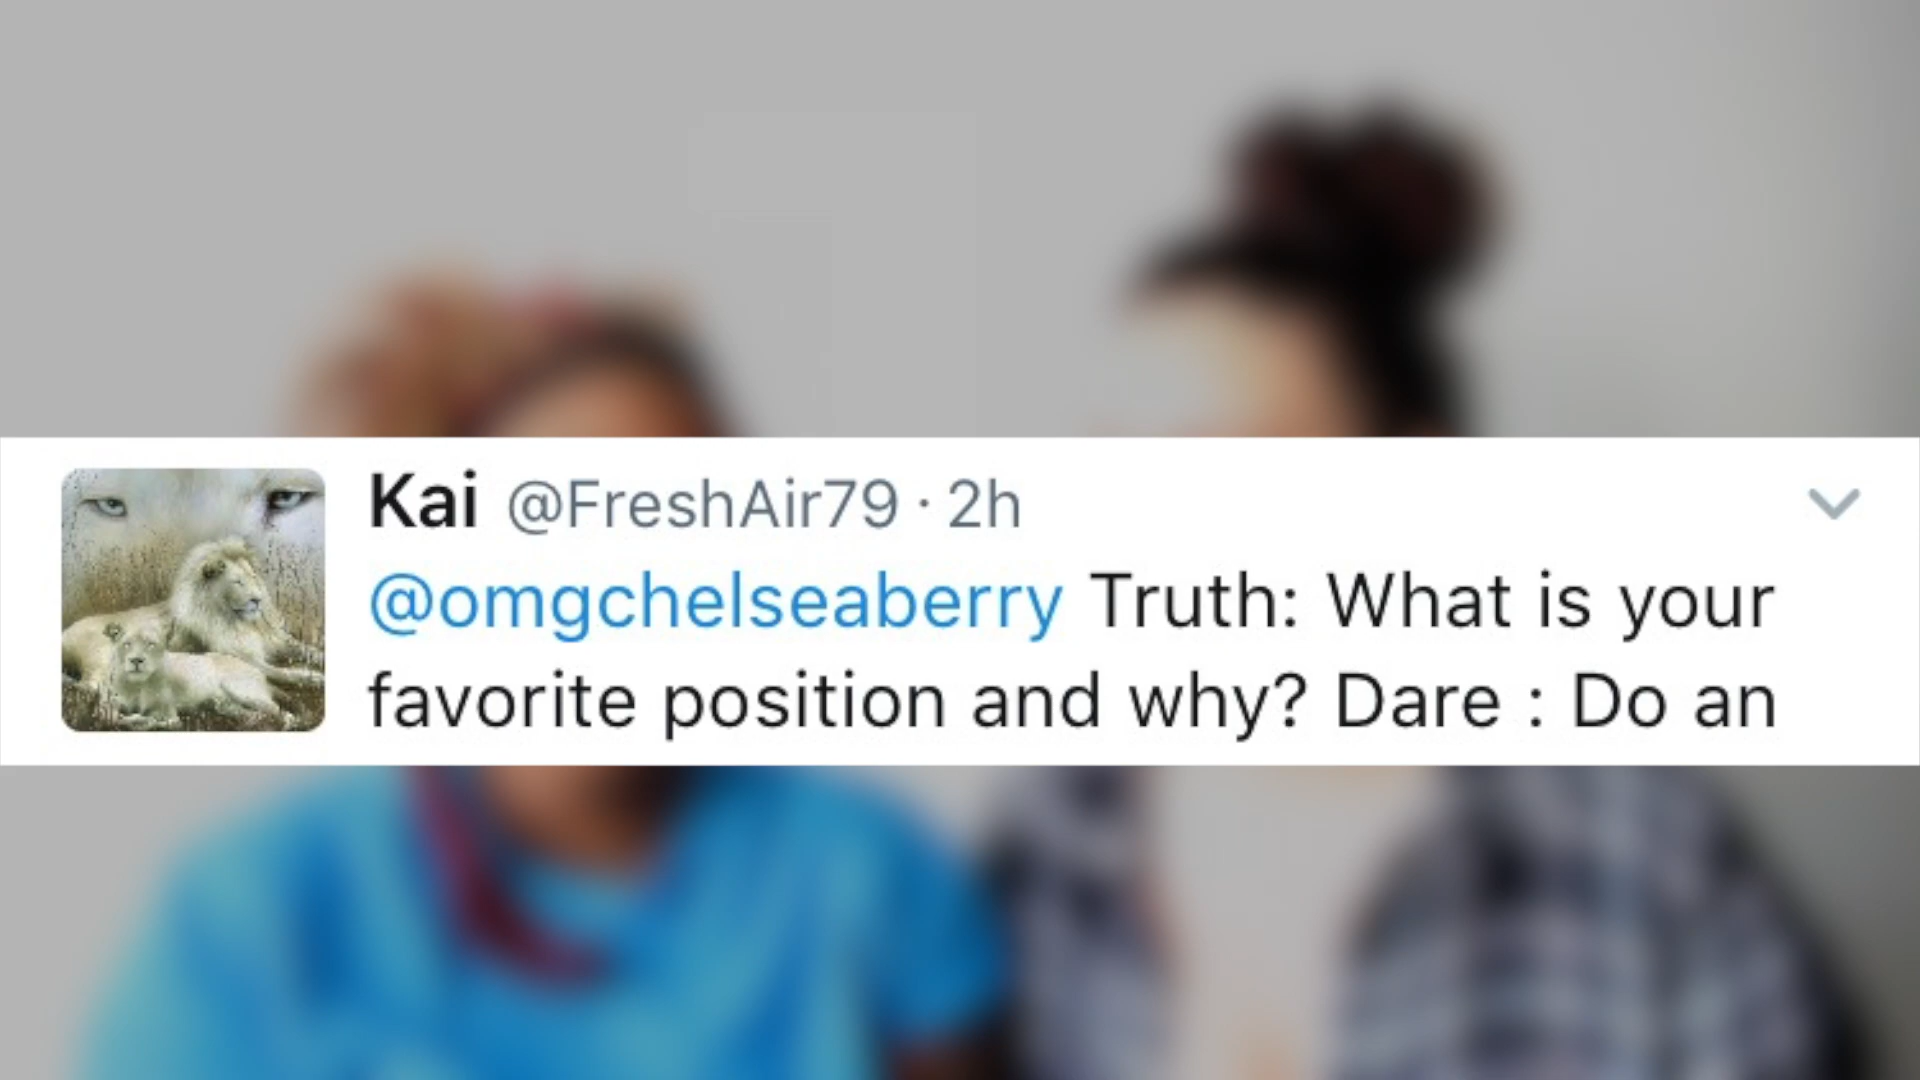 Kai @FreshAir79 · 2h
@omgchelseaberry Truth: What is your
favorite position and why? Dare : Do an